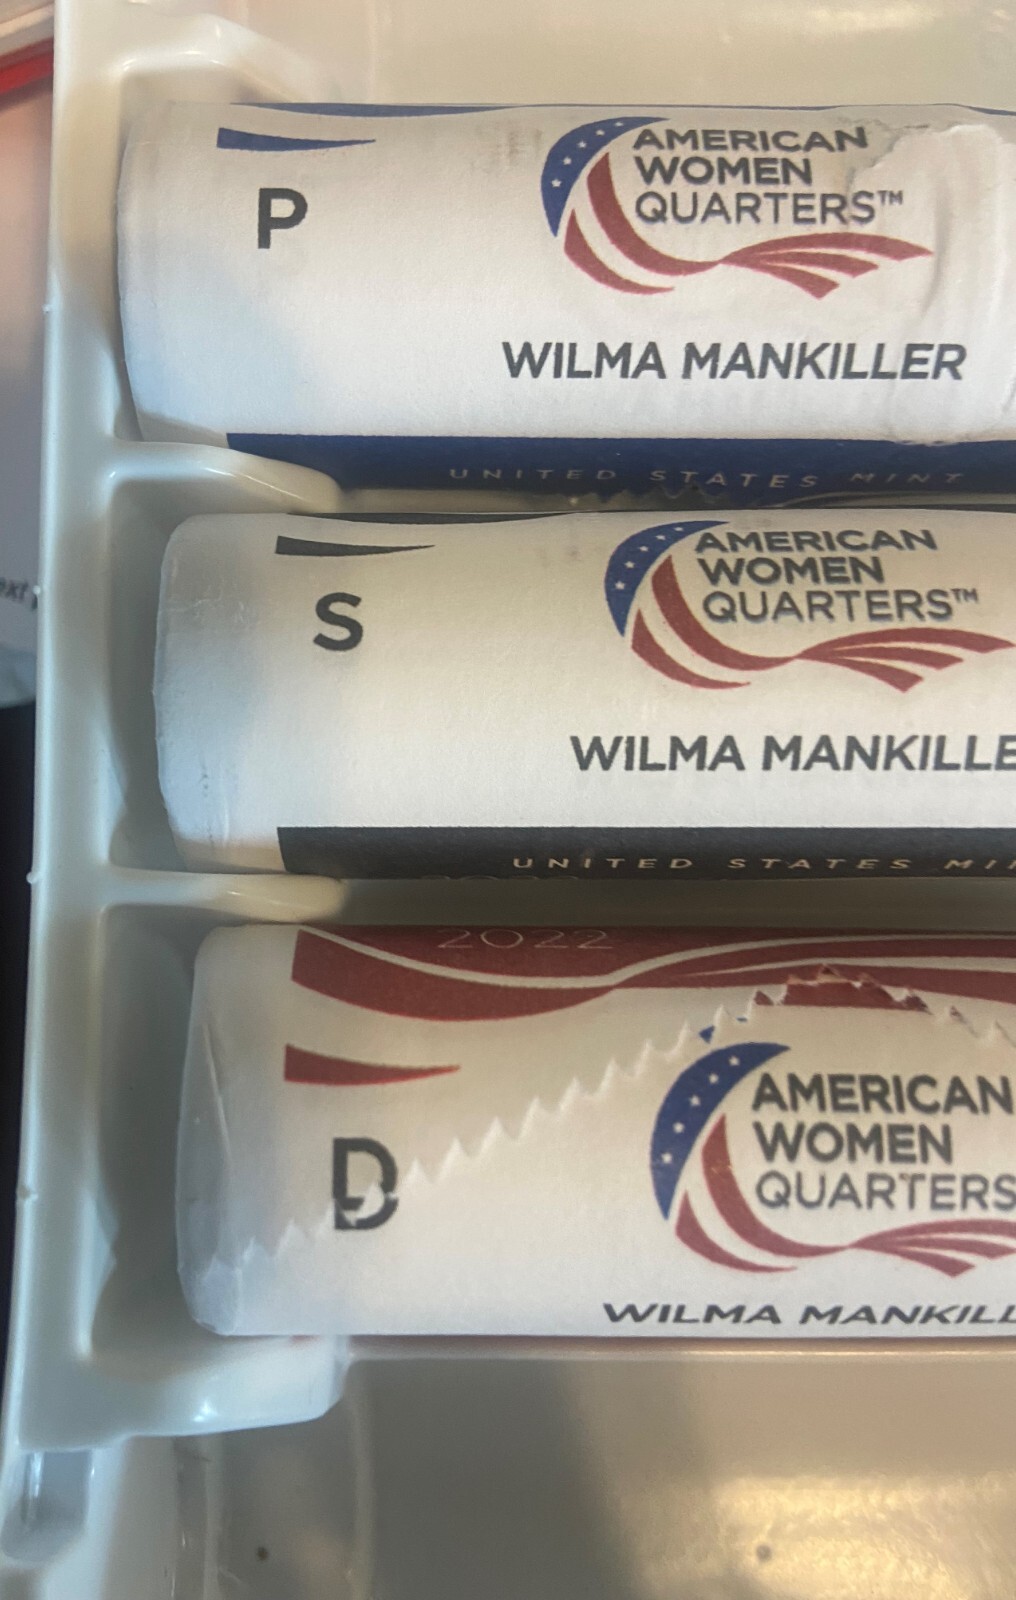 P
AMERICAN
WOMEN
QUARTERS™
WILMA MANKILLER
UNITED STATES MINT
S
AMERICAN
WOMEN
QUARTERS™
WILMA MANKILLE
UNITED STATES MI
2022
D
AMERICAN
WOMEN
QUARTERS
WILMA MANKILL